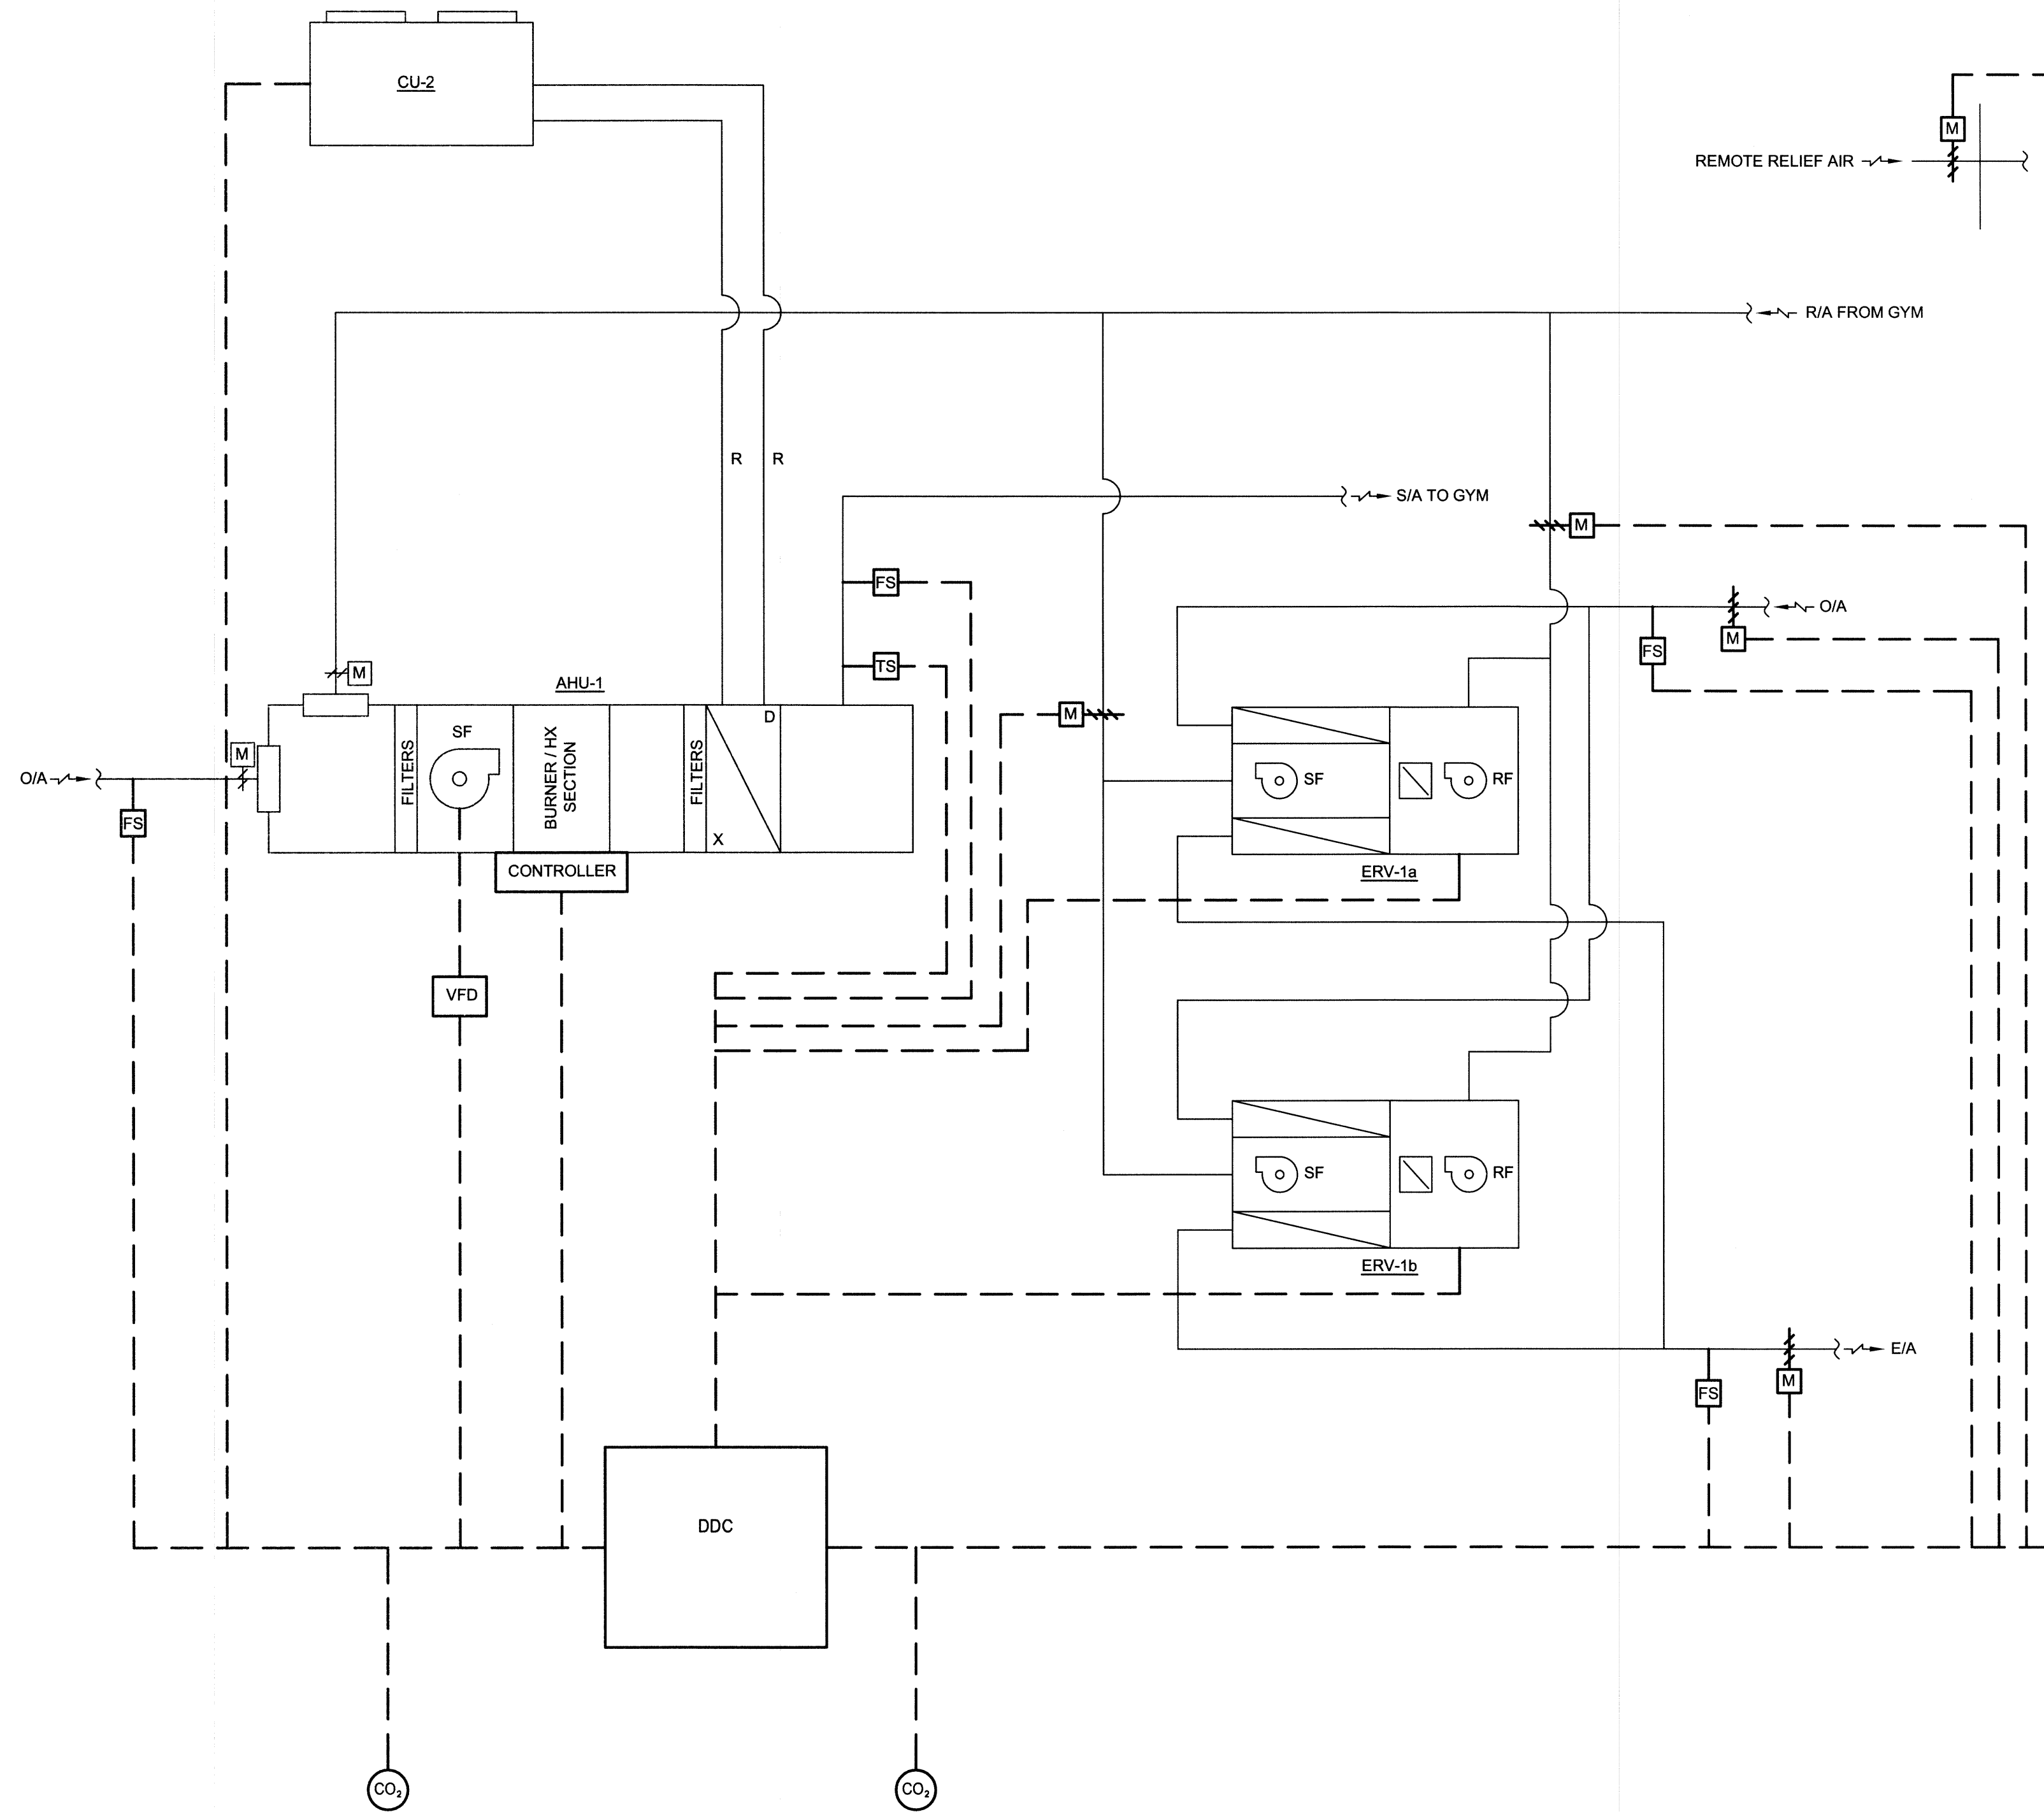 CU-2
M
REMOTE RELIEF AIR
R/A FROM GYM
R
R
S/A TO GYM
M
FS
O/A
M
FS
TS
M
AHU-1
M
M
O/A
FS
FILTERS
SF
BURNER / HX
SECTION
FILTERS
D
X
CONTROLLER
VFD
SF
RF
ERV-1a
SF
RF
ERV-1b
E/A
FS
M
DDC
CO₂
CO₂